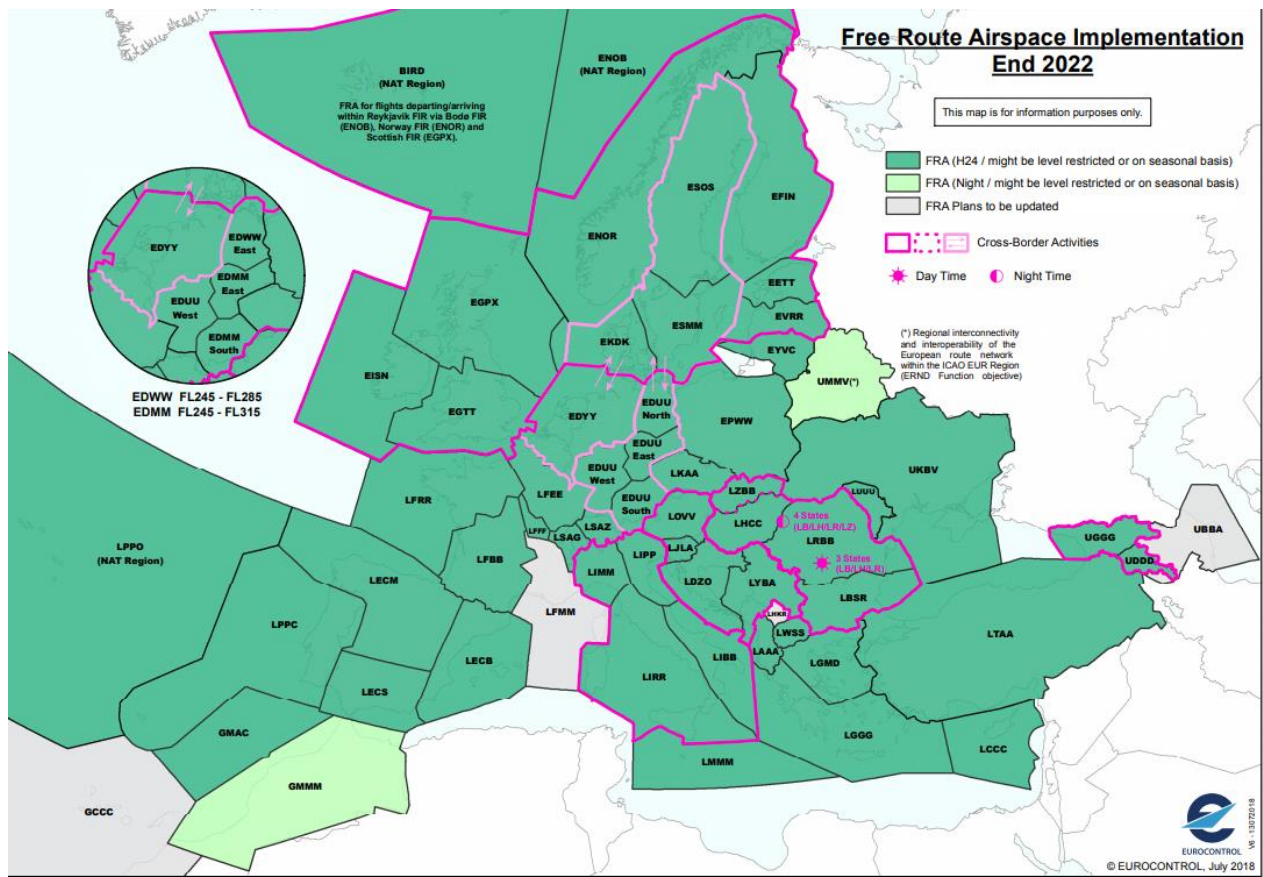 Free Route Airspace Implementation
End 2022
This map is for information purposes only.
FRA (H24 / might be level restricted or on seasonal basis)
FRA (Night / might be level restricted or on seasonal basis)
FRA Plans to be updated
Cross-Border Activities
Day Time
Night Time
(*) Regional interconnectivity
and interoperability of the
European route network
within the ICAO EUR Region
(ERND Function objective)
BIRD
(NAT Region)
FRA for flights departing/arriving
within Reykjavik FIR via Bodø FIR
(ENOB), Norway FIR (ENOR) and
Scottish FIR (EGPX).
ENOB
(NAT Region)
EDYY
EDWW
East
EDMM
East
EDUU
West
EDMM
South
EDWW FL245 - FL285
EDMM FL245 - FL315
ESOS
EFIN
ENOR
EGPX
EETT
EVRR
ESMM
EKDK
EYVC
UMMV(*)
EISN
EGTT
EDYY
EDUU
North
EPWW
EDUU
East
EDUU
West
LKAA
UKBV
LFRR
LFEE
EDUU
South
LZBB
LUUU
LOVV
LHCC
4 States
(LB/LH/LR/LZ)
LRBB
3 States
(LB/LH/LR)
LFFF
LSAZ
LSAG
LIPP
LJLA
UGGG
UBBA
UDDD
LPPO
(NAT Region)
LECM
LFBB
LIMM
LDZO
LYBA
LBSR
LFMM
LHKR
LWSS
LPPC
LECB
LIRR
LIBB
LAAA
LGMD
LTAA
LECS
GMAC
LMMM
LGGG
LCCC
GMMM
GCCC
EUROCONTROL
V6 - 13072018
© EUROCONTROL, July 2018